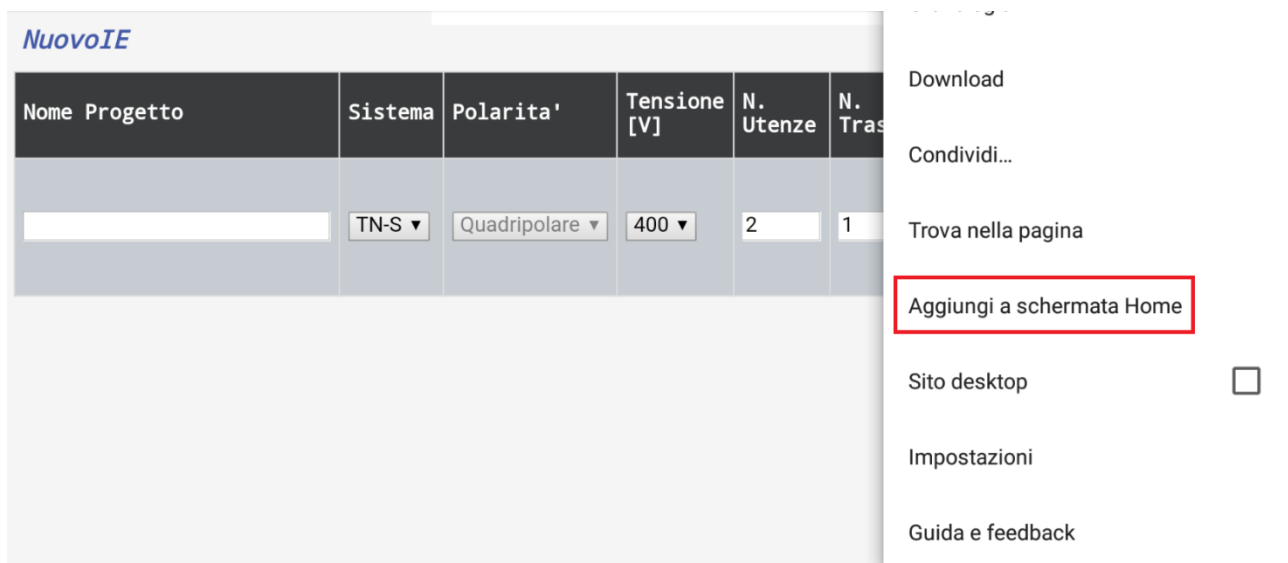 NuovoIE
Nome Progetto Sistema Polarita' Tensione [V] N. Utenze N. Tras
TN-S Quadripolare 400 2 1
Download
Condividi...
Trova nella pagina
Aggiungi a schermata Home
Sito desktop
Impostazioni
Guida e feedback